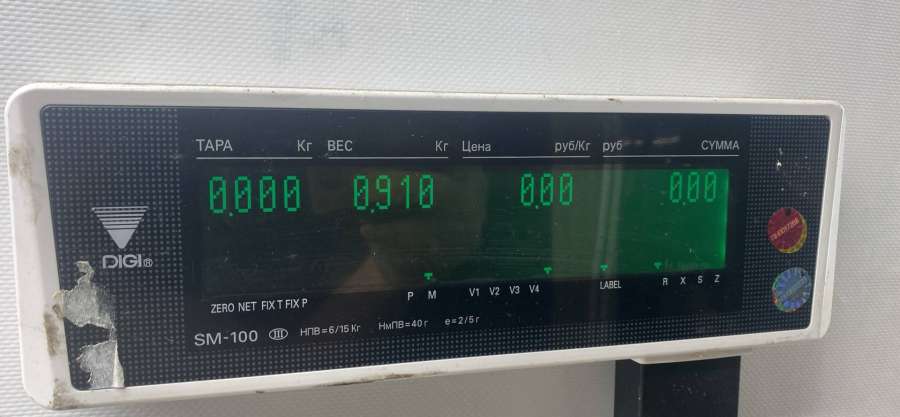 ТАРА Кг ВЕС Кг Цена руб/Кг руб СУММА
0.000 0.910 0.00 0.00
DIGI®
P M V1 V2 V3 V4 LABEL R X S Z
ZERO NET FIX T FIX P
SM-100 III НПВ=6/15 Кг НмПВ=40 г e=2/5 г